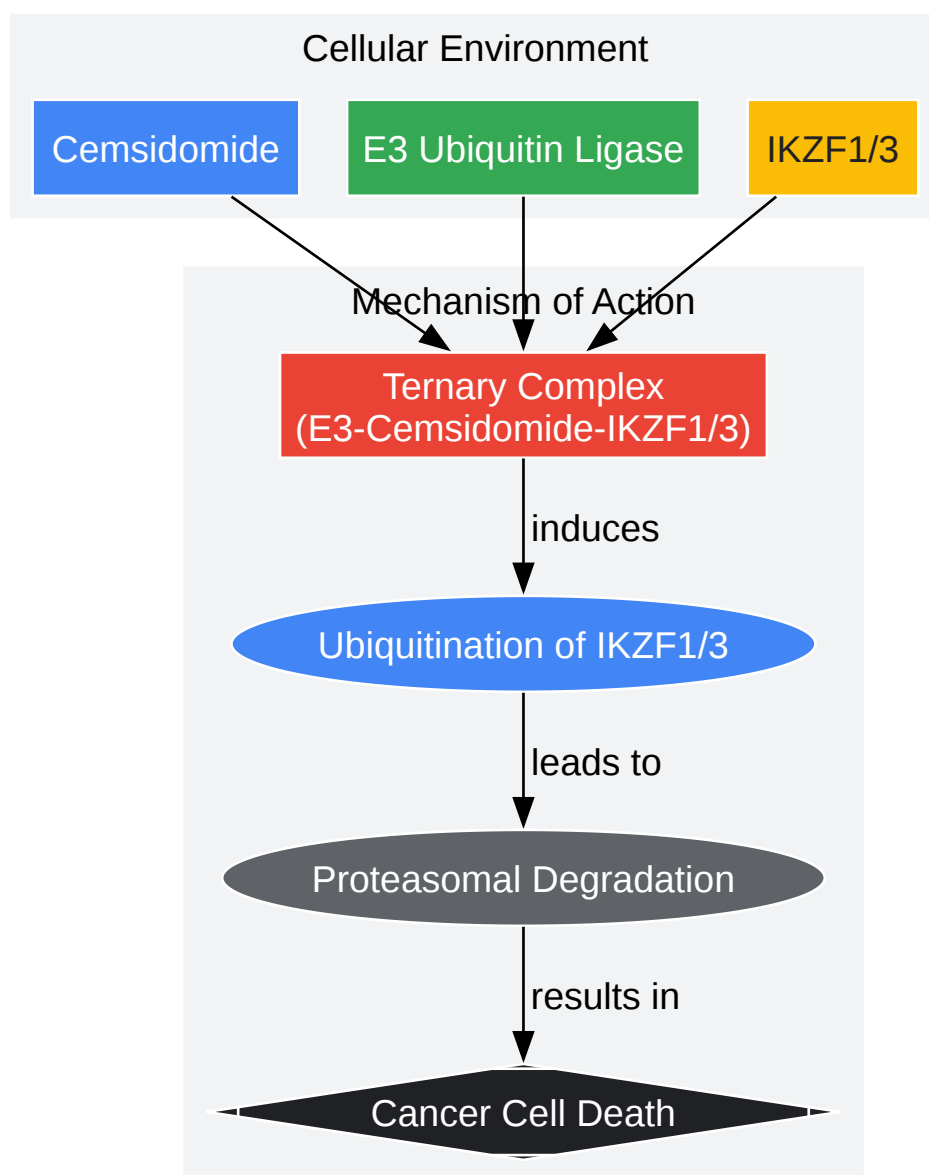 Cellular Environment
Cemsidomide
E3 Ubiquitin Ligase
IKZF1/3
Mechanism of Action
Ternary Complex
(E3-Cemsidomide-IKZF1/3)
induces
Ubiquitination of IKZF1/3
leads to
Proteasomal Degradation
results in
Cancer Cell Death